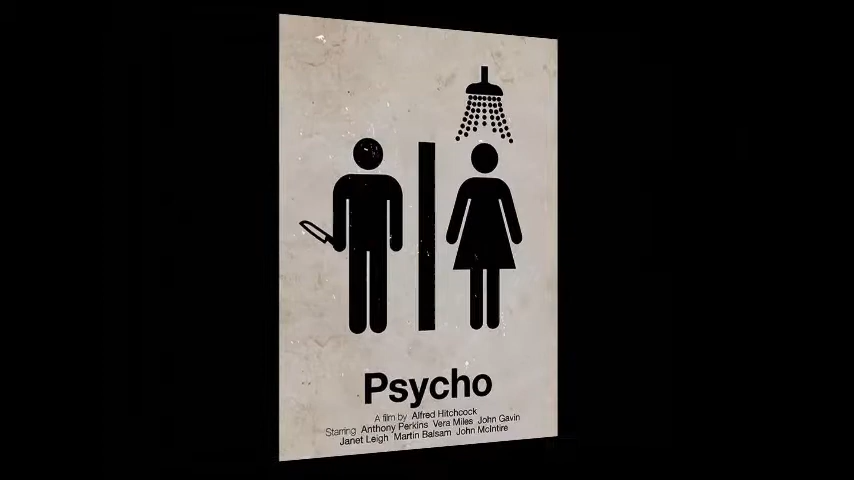 Psycho
A film by Alfred Hitchcock
Starring Anthony Perkins Vera Miles John Gavin
Janet Leigh Martin Balsam John McIntire